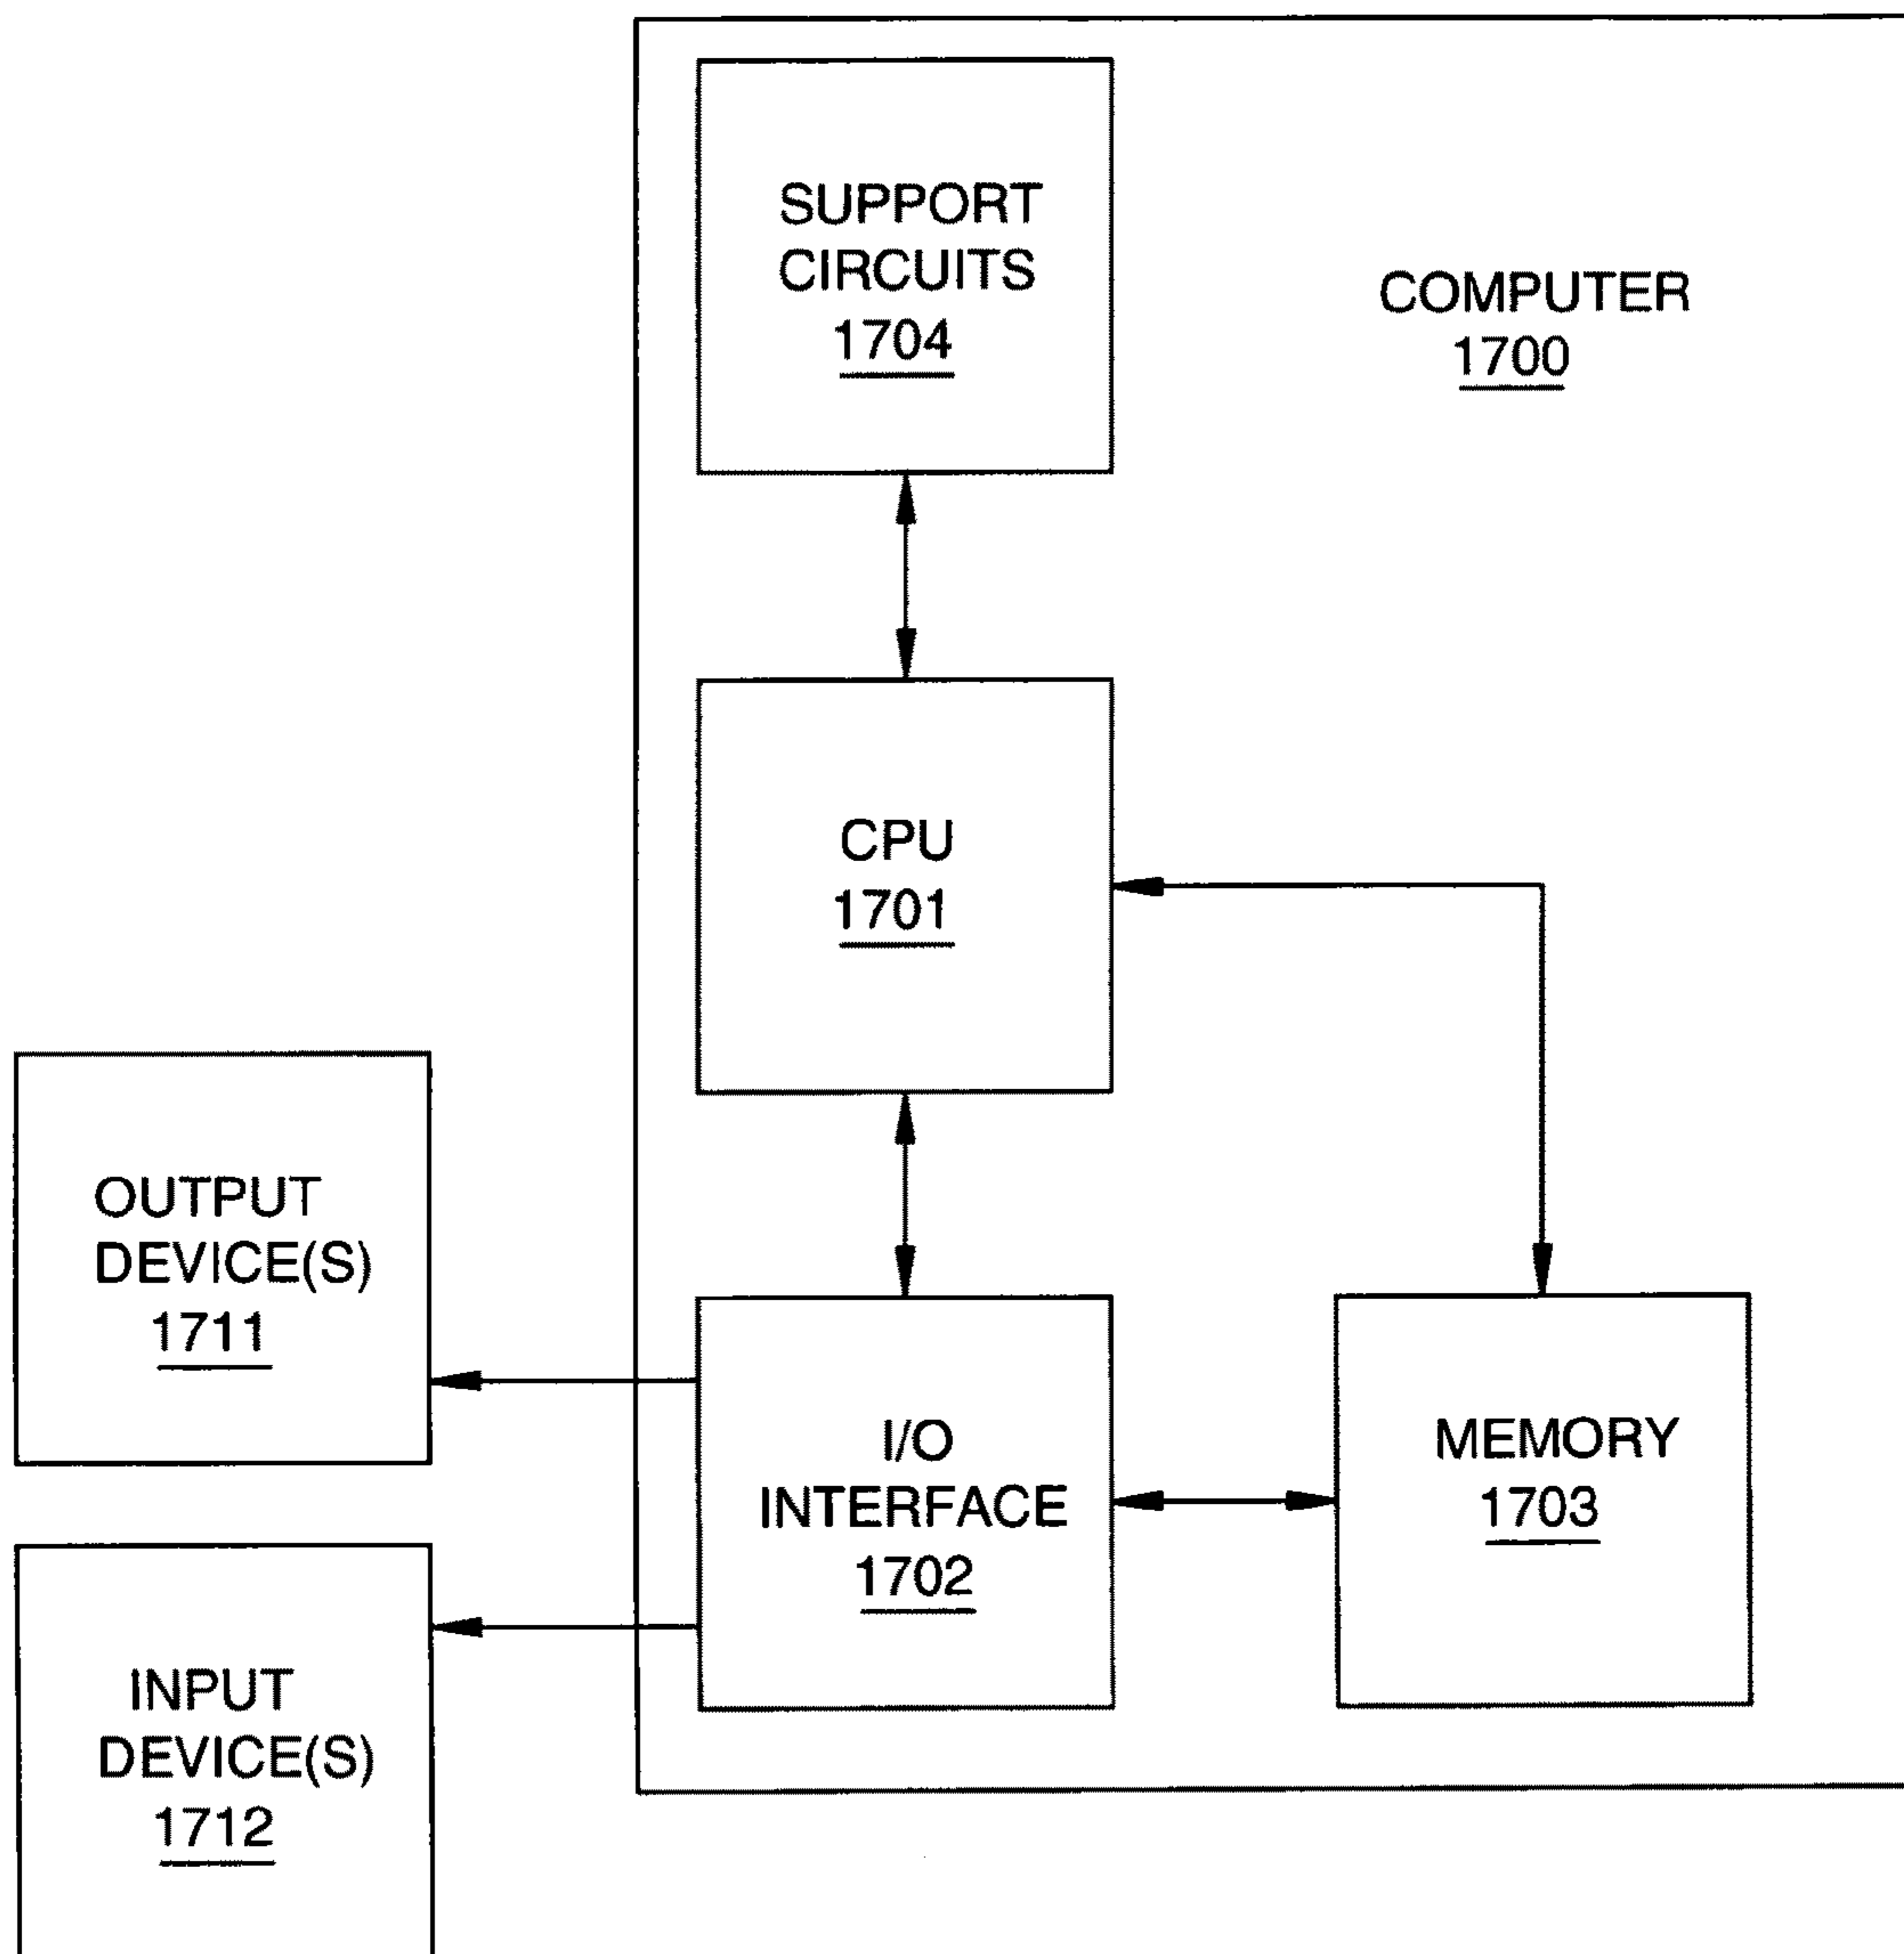 SUPPORT
CIRCUITS
1704
COMPUTER
1700
CPU
1701
OUTPUT
DEVICE(S)
1711
I/O
INTERFACE
1702
MEMORY
1703
INPUT
DEVICE(S)
1712